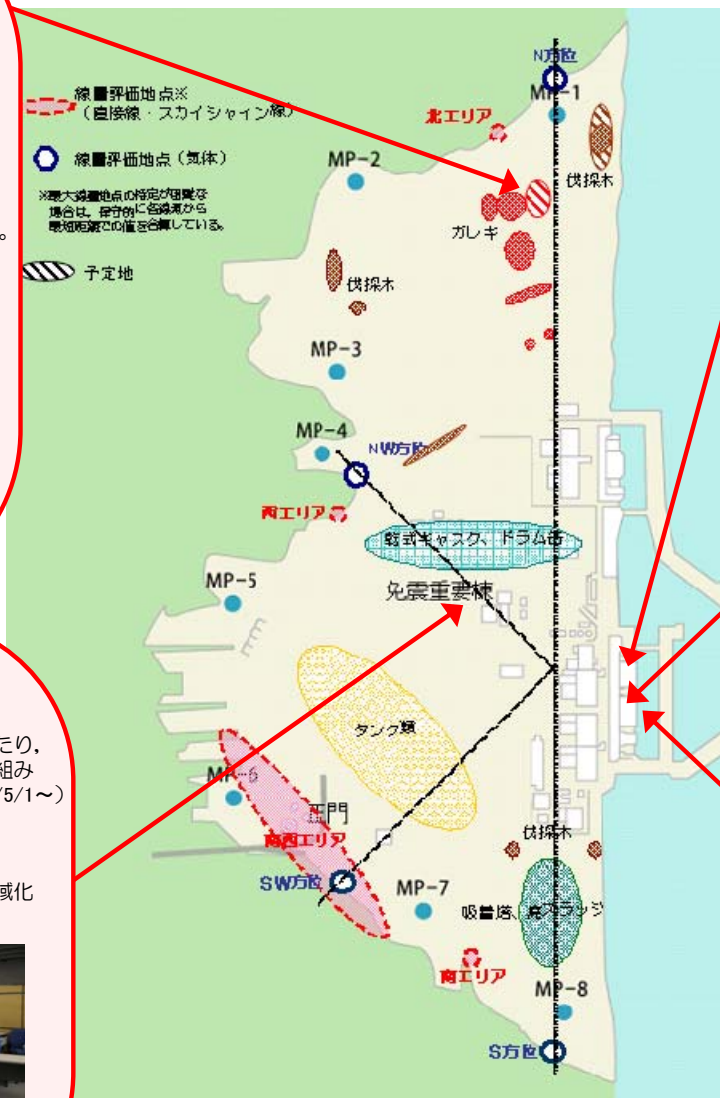 N方位
線量評価地点※
（直接線・スカイシャイン線）
MP-1
北エリア
線量評価地点（気体）
MP-2
伐採木
※最大線量地点の特定が困難な
場合は、保守的に各線源から
最短距離での値を合算している。
ガレキ
。
予定地
伐採木
MP-3
MP-4
NW方位
西エリア
乾式キャスク、ドラム缶
MP-5
免震重要棟
たり，
組み
/5/1～）
タンク類
MP-6
正門
南西エリア
伐採木
域化
SW方位
MP-7
吸着塔、廃スラッジ
南エリア
MP-8
S方位